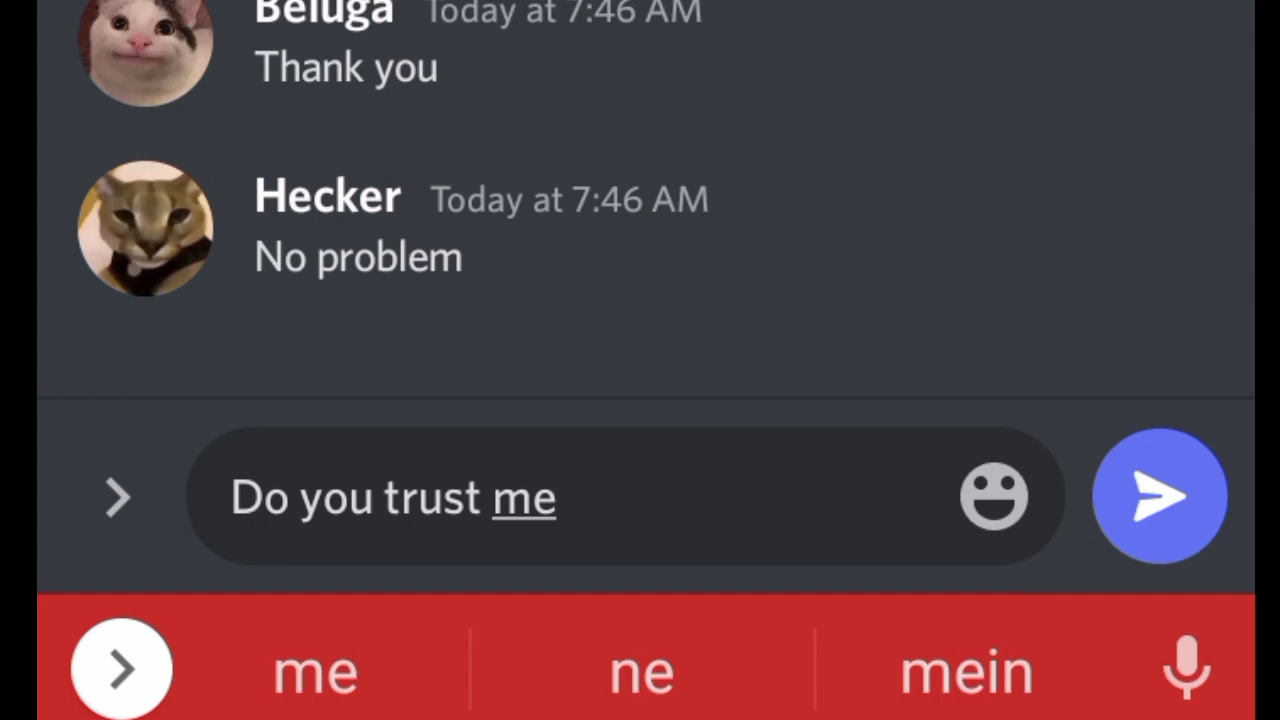 Beluga Today at 7:46 AM
Thank you
Hecker Today at 7:46 AM
No problem
Do you trust me
me ne mein